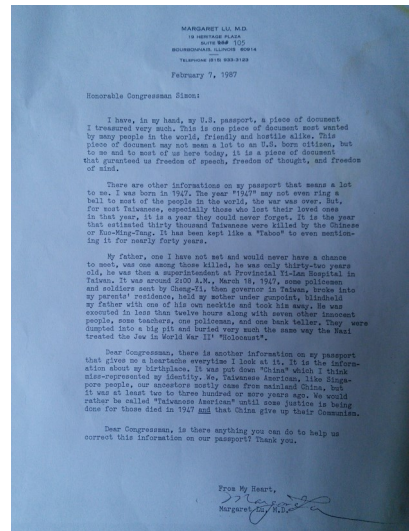 MARGARET LU, M.D.
15 HERITAGE PLAZA
SUITE 105
BOURBONNAIS, ILLINOIS 60914
TELEPHONE (815)
February 7, 1987
Honorable Congressman Simon:
I have, in my hand, my U.S. passport, a piece of document
I treasured very much. This is one piece of document most wanted
by many people in the world, friendly and hostile alike. This
piece of document may not mean a lot to an U.S. born citizen, but
to me and to most of us here today, it is a piece of document
that guranteed us freedom of speech, freedom of thought, and freedom
of mind.
There are other informations on my passport that means a lot
to me. I was born in 1947. The year "1947" may not even ring a
bell to most of the people in the world, the war was over. But,
for most Taiwanese, especially those who lost their loved ones
in that year, it is a year they could never forget. It is the year
that estimated thirty thousand Taiwanese were killed by the Chinese
or Kuo-Ming-Tang. It has been kept like a "Taboo" to even mention-
ing it for nearly forty years.
My father, one I have not met and would never have a chance
to meet, was one among those killed, he was only thirty-two years
old, he was then a superintendent at Provincial Yi-Lan Hospital in
Taiwan. It was around 2:00 A.M., March 18, 1947, some policemen
and soldiers sent by Cheng-Yi, then governor in Taiwan, broke into
my parents' residence, held my mother under gunpoint, blindheld
my father with one of his own necktie and took him away. He was
executed in less than twelve hours along with seven other innocent
people, some teachers, one policeman, and one bank teller. They were
dumpted into a big pit end buried very much the same way the Nazi
treated the Jew in World War II' "Holocaust".
Dear Congressman, there is another information on my passport
that gives me a heartache everytime I look at it. It is the inform-
ation about my birthplace. It was put down "China" which I think
miss-represented my identity. We, Taiwanese American, like Singa-
pore people, our ancestors mostly came from mainland China, but
it was at least two to three hundred or more years ago. We would
rather be called "Taiwanese American" until some justice is being
done for those died in 1947 and that China give up their Communism.
Dear Congressman, is there anything you can do to help us
correct this information on our passport? Thank you.
From My Heart,
Margaret Lu, M.D.